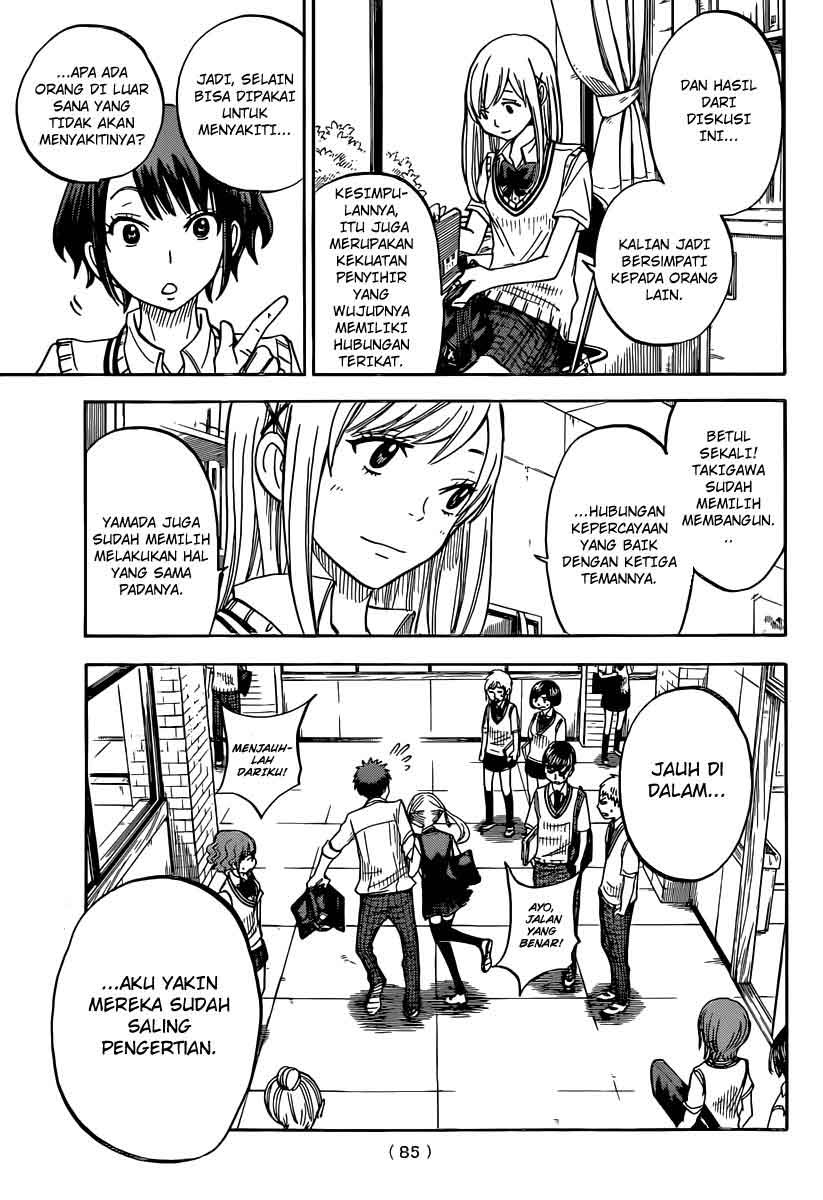 DAN HASIL
DARI
DISKUSI
INI...
KALIAN JADI
BERSIMPATI
KEPADA ORANG
LAIN.
KESIMPU-
LANNYA,
ITU JUGA
MERUPAKAN
KEKUATAN
PENYIHIR
YANG
WUJUDNYA
MEMILIKI
HUBUNGAN
TERIKAT.
JADI, SELAIN
BISA DIPAKAI
UNTUK
MENYAKITI...
...APA ADA
ORANG DI LUAR
SANA YANG
TIDAK AKAN
MENYAKITINYA?
BETUL
SEKALI!
TAKIGAWA
SUDAH
MEMILIH
MEMBANGUN.
..
...HUBUNGAN
KEPERCAYAAN
YANG BAIK
DENGAN KETIGA
TEMANNYA.
YAMADA JUGA
SUDAH MEMILIH
MELAKUKAN HAL
YANG SAMA
PADANYA.
JAUH DI
DALAM...
MENJAUH-
LAH
DARIKU!
AYO,
JALAN
YANG
BENAR!
...AKU YAKIN
MEREKA SUDAH
SALING
PENGERTIAN.
( 85 )